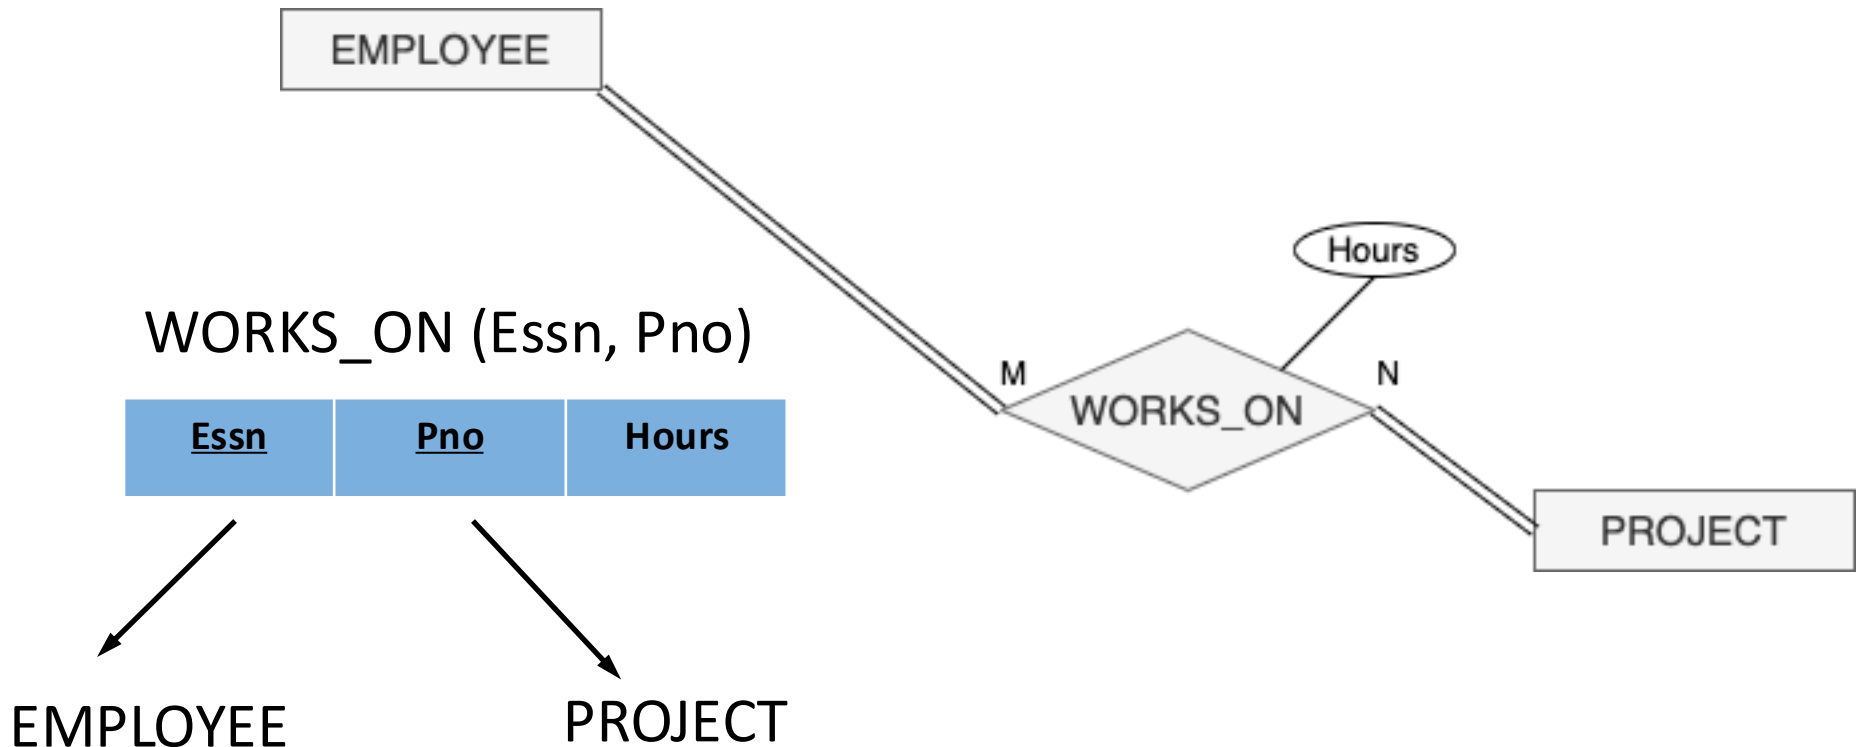 EMPLOYEE
Hours
WORKS_ON (Essn, Pno)
M
N
WORKS_ON
Essn Pno Hours
PROJECT
EMPLOYEE
PROJECT